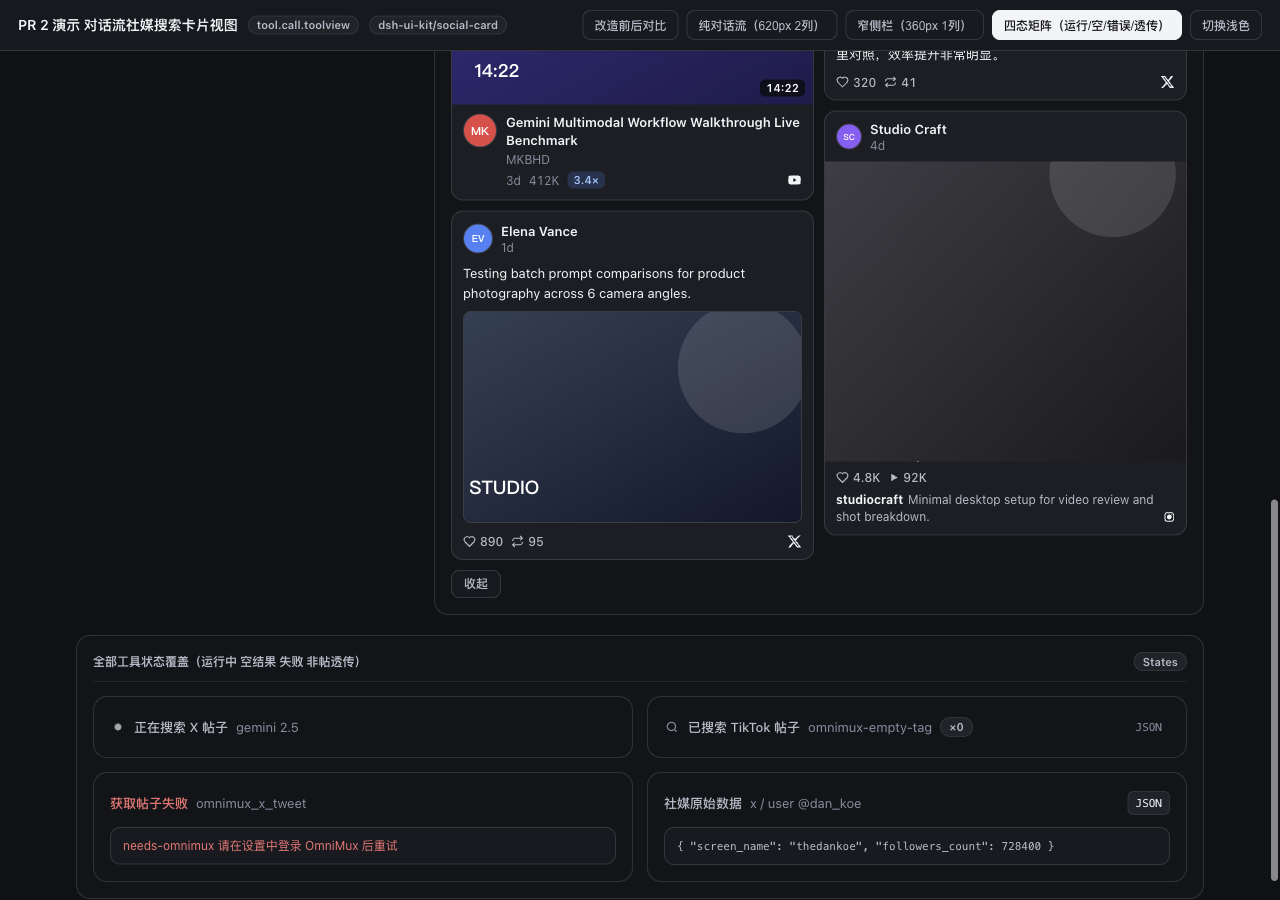 PR 2 演示 对话流社媒搜索卡片视图
tool.call.toolview
dsh-ui-kit/social-card
改造前后对比
纯对话流（620px 2列）
窄侧栏（360px 1列）
四态矩阵（运行/空/错误/透传）
切换浅色
14:22
14:22
MK
Gemini Multimodal Workflow Walkthrough Live
Benchmark
MKBHD
3d 412K 3.4×
EV
Elena Vance
1d
Testing batch prompt comparisons for product
photography across 6 camera angles.
STUDIO
890 95
收起
里对照，效率提升非常明显。
320 41
SC
Studio Craft
4d
4.8K 92K
studiocraft Minimal desktop setup for video review and
shot breakdown.
全部工具状态覆盖（运行中 空结果 失败 非帖透传）
States
正在搜索 X 帖子 gemini 2.5
已搜索 TikTok 帖子 omnimux-empty-tag ×0
JSON
获取帖子失败 omnimux_x_tweet
needs-omnimux 请在设置中登录 OmniMux 后重试
社媒原始数据 x / user @dan_koe
JSON
{ "screen_name": "thedankoe", "followers_count": 728400 }